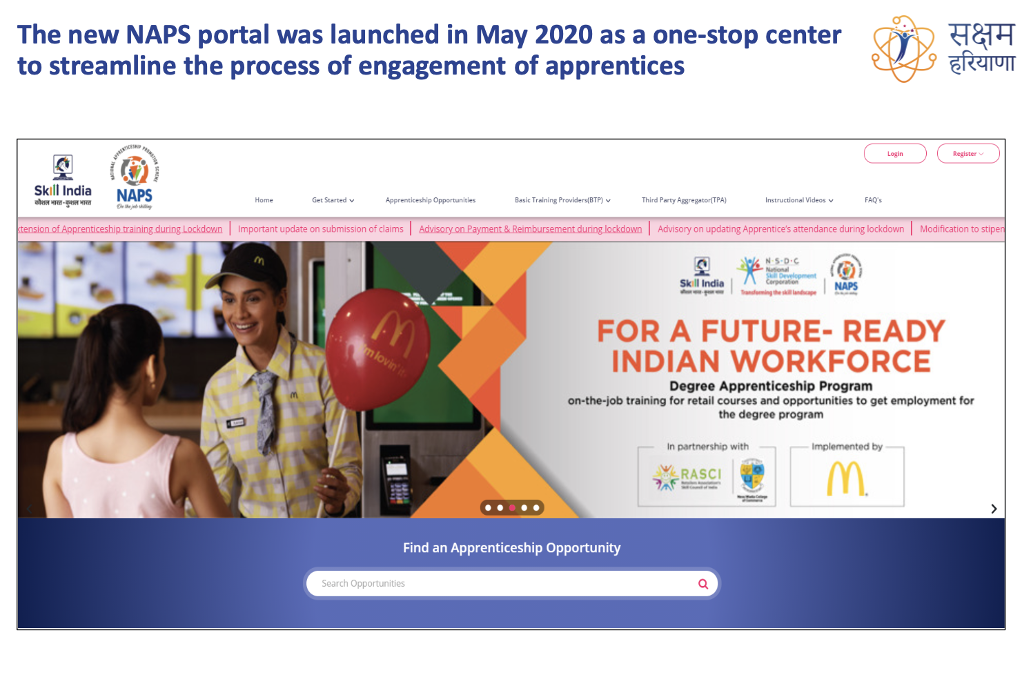 The new NAPS portal was launched in May 2020 as a one-stop center
to streamline the process of engagement of apprentices
सक्षम
हरियाणा
Skill India
कौशल भारत-कुशल भारत
NATIONAL APPRENTICESHIP PROMOTION SCHEME
NAPS
On the job skilling
Login
Register
Home
Get Started
Apprenticeship Opportunities
Basic Training Providers(BTP)
Third Party Aggregator(TPA)
Instructional Videos
FAQ's
xtension of Apprenticeship training during Lockdown
Important update on submission of claims
Advisory on Payment & Reimbursement during lockdown
Advisory on updating Apprentice's attendance during lockdown
Modification to stipen
i'm lovin'
Skill India
कौशल भारत-कुशल भारत
N·S·D·C
National
Skill Development
Corporation
Transforming the skill landscape
NAPS
FOR A FUTURE- READY
INDIAN WORKFORCE
Degree Apprenticeship Program
on-the-job training for retail courses and opportunities to get employment for
the degree program
In partnership with
RASCI
Implemented by
Find an Apprenticeship Opportunity
Search Opportunities